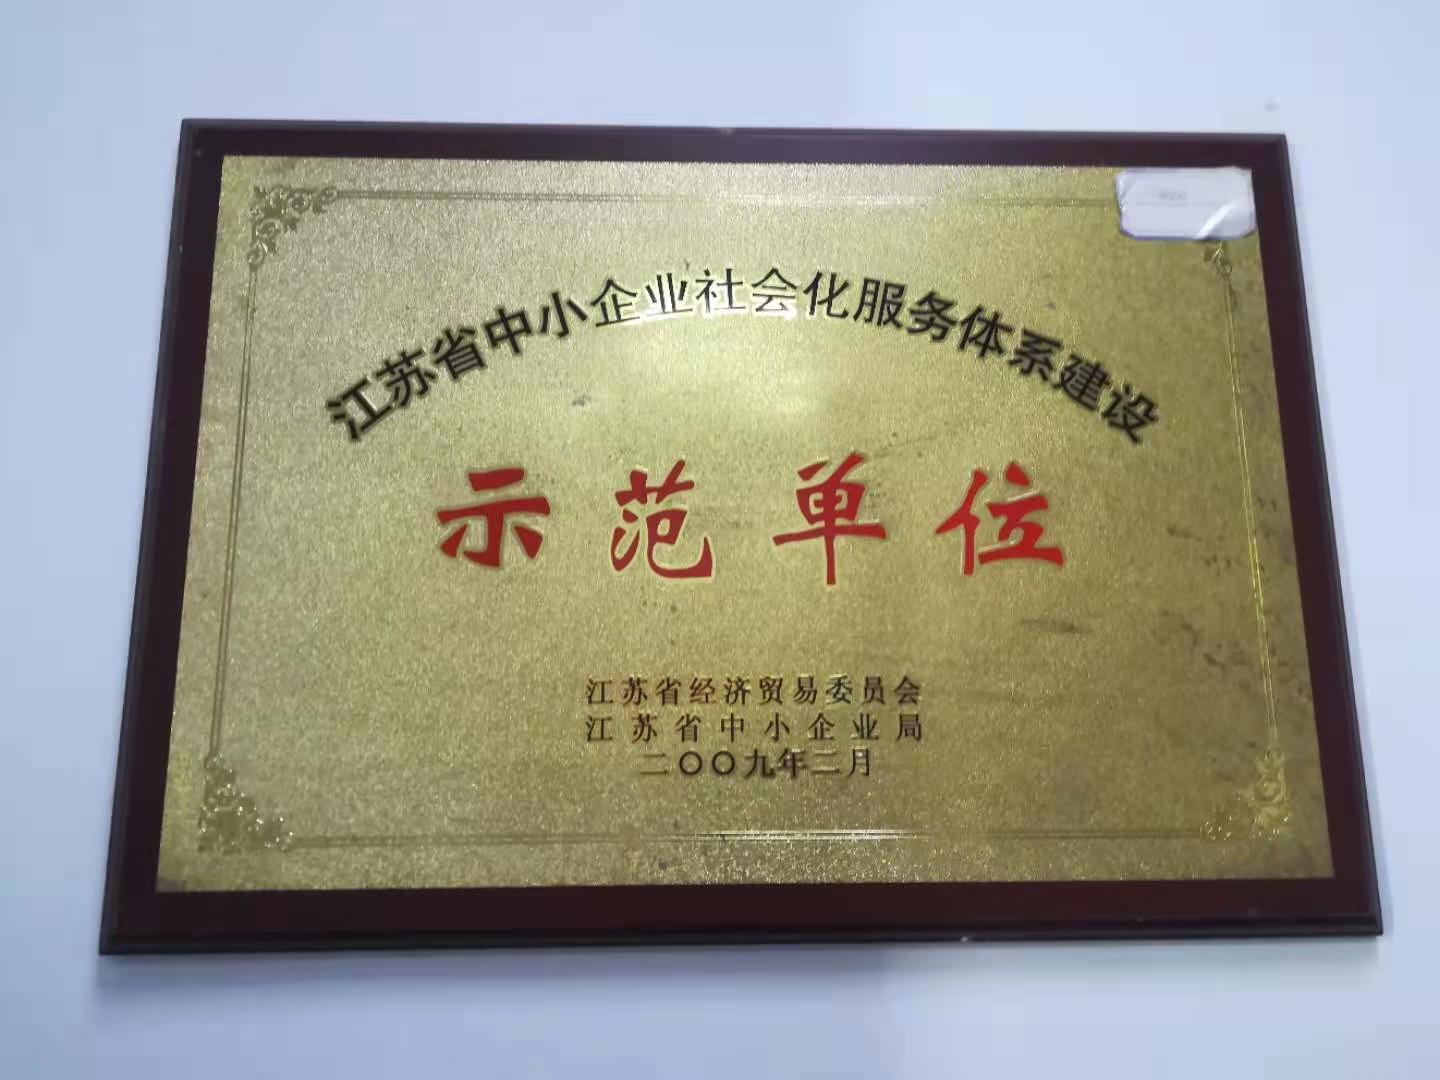 江苏省中小企业社会化服务体系建设
示范单位
江苏省经济贸易委员会
江苏省中小企业局
二〇〇九年二月